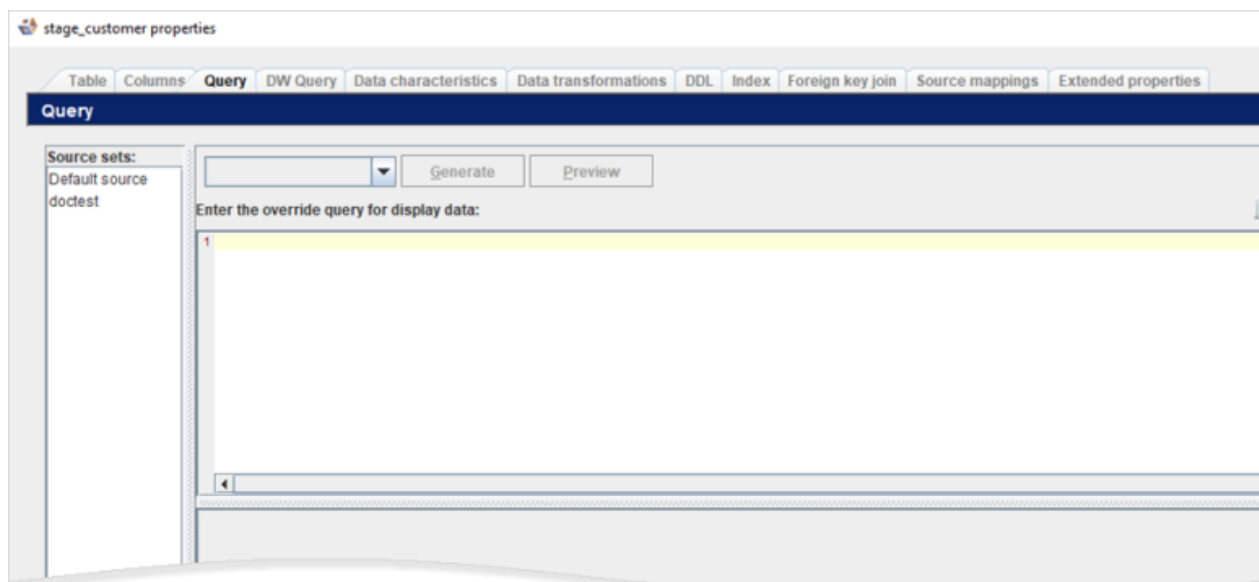 stage_customer properties
Table Columns Query DW Query Data characteristics Data transformations DDL Index Foreign key join Source mappings Extended properties
Query
Source sets:
Default source
doctest
Generate Preview
Enter the override query for display data:
1